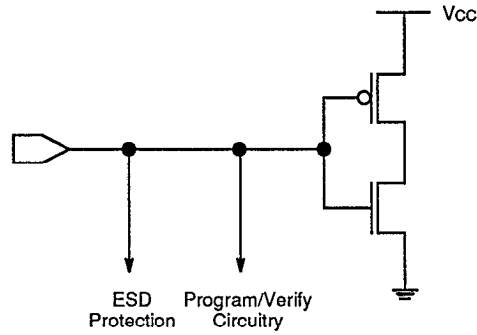 Vcc
ESD
Protection
Program/Verify
Circuitry